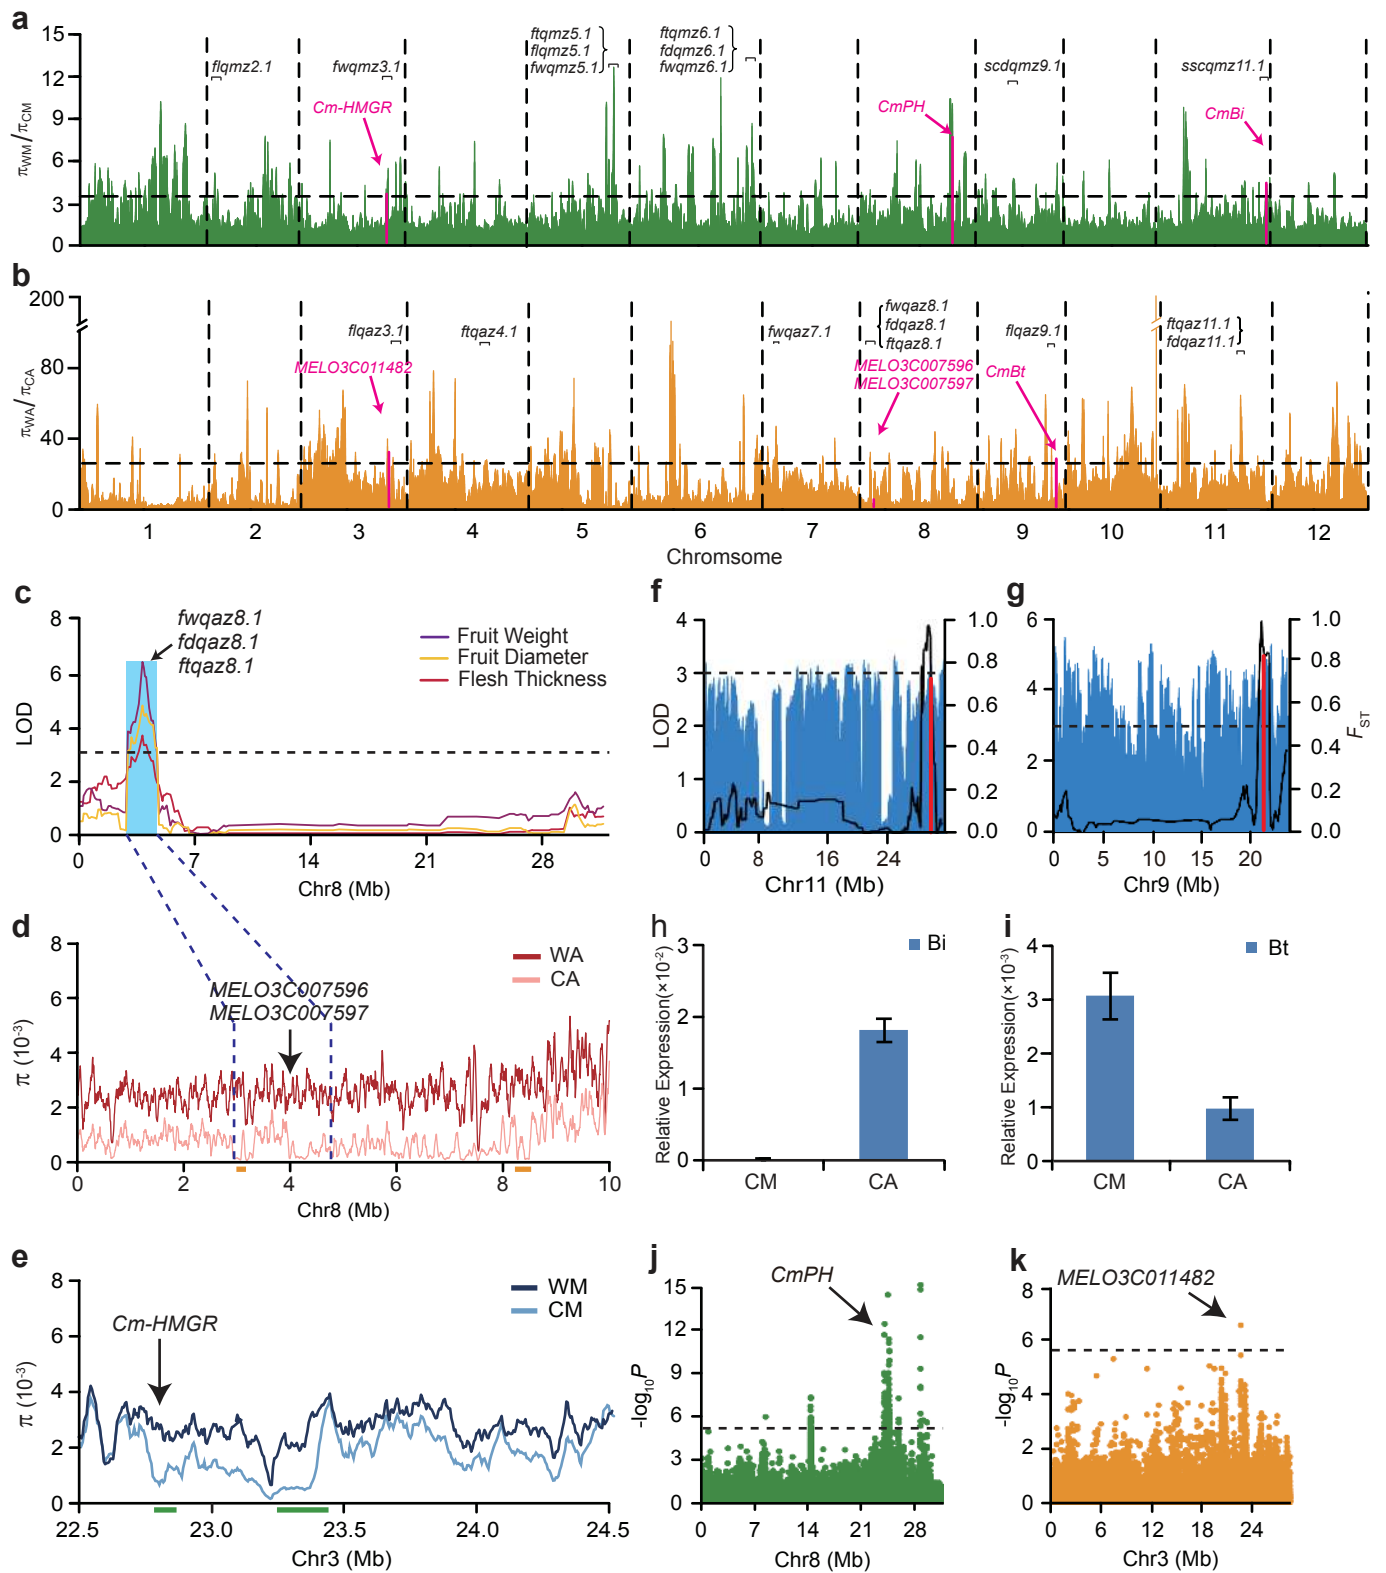 a
15
12
9
6
3
0
πWM/πCM
flqmz2.1
fwqmz3.1
Cm-HMGR
ftqmz5.1
flqmz5.1
fwqmz5.1
ftqmz6.1
fdqmz6.1
fwqmz6.1
CmPH
scdqmz9.1
sscqmz11.1
CmBi
b
200
80
40
0
πWA/πCA
flqaz3.1
MELO3C011482
ftqaz4.1
fwqaz7.1
fwqaz8.1
fdqaz8.1
ftqaz8.1
MELO3C007596
MELO3C007597
flqaz9.1
CmBt
ftqaz11.1
fdqaz11.1
1 2 3 4 5 6 7 8 9 10 11 12
Chromsome
c
8
6
4
2
0
LOD
fwqaz8.1
fdqaz8.1
ftqaz8.1
Fruit Weight
Fruit Diameter
Flesh Thickness
0 7 14 21 28
Chr8 (Mb)
f
4
3
2
1
0
LOD
1.0
0.8
0.6
0.4
0.2
0.0
0 8 16 24
Chr11 (Mb)
g
6
4
2
0
1.0
0.8
0.6
0.4
0.2
0.0
FST
0 5 10 15 20
Chr9 (Mb)
d
8
6
4
2
0
π (10-3)
WA
CA
MELO3C007596
MELO3C007597
0 2 4 6 8 10
Chr8 (Mb)
h
3
2
1
0
Relative Expression(×10-2)
Bi
CM CA
i
4
3
2
1
0
Relative Expression(×10-3)
Bt
CM CA
e
8
6
4
2
0
π (10-3)
WM
CM
Cm-HMGR
22.5 23.0 23.5 24.0 24.5
Chr3 (Mb)
j
15
12
9
6
3
0
-log10P
CmPH
0 7 14 21 28
Chr8 (Mb)
k
8
6
4
2
0
-log10P
MELO3C011482
0 6 12 18 24
Chr3 (Mb)